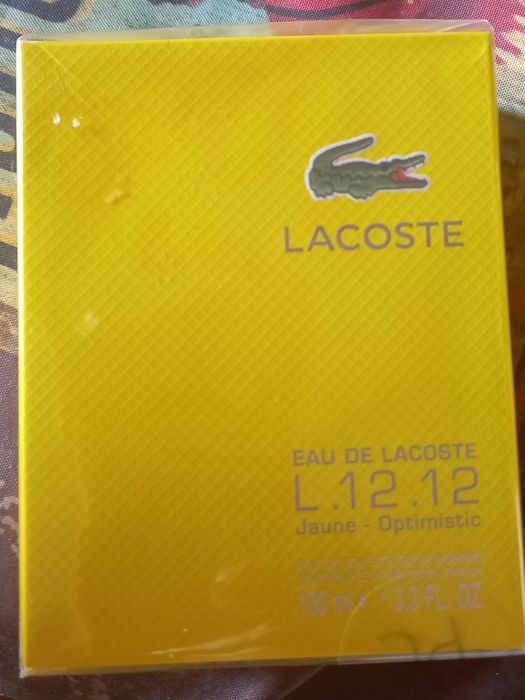 LACOSTE
EAU DE LACOSTE
L.12.12
Jaune - Optimistic
100 ml e 3.3 FL. OZ.